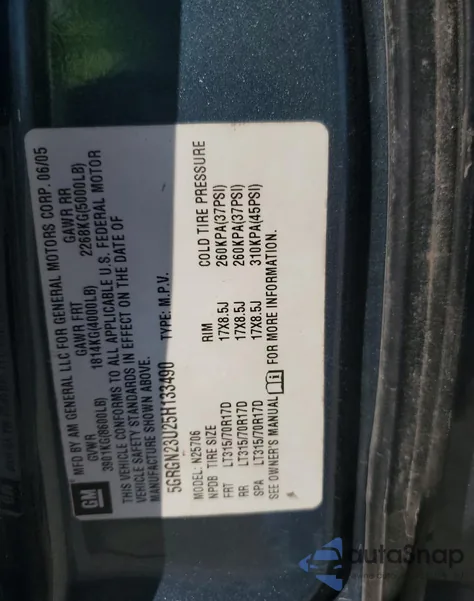 GM
MFD BY AM GENERAL LLC FOR GENERAL MOTORS CORP. 06/05
GVWR GAWR FRT GAWR RR
3901KG(8600LB) 1814KG(4000LB) 2268KG(5000LB)
THIS VEHICLE CONFORMS TO ALL APPLICABLE U.S. FEDERAL MOTOR
VEHICLE SAFETY STANDARDS IN EFFECT ON THE DATE OF
MANUFACTURE SHOWN ABOVE.
5GRGN23U25H133490 TYPE: M.P.V.
MODEL: N25706
NPDB TIRE SIZE RIM COLD TIRE PRESSURE
FRT LT315/70R17D 17X8.5J 260KPA(37PSI)
RR LT315/70R17D 17X8.5J 260KPA(37PSI)
SPA LT315/70R17D 17X8.5J 310KPA(45PSI)
SEE OWNER'S MANUAL FOR MORE INFORMATION.
autoSnap